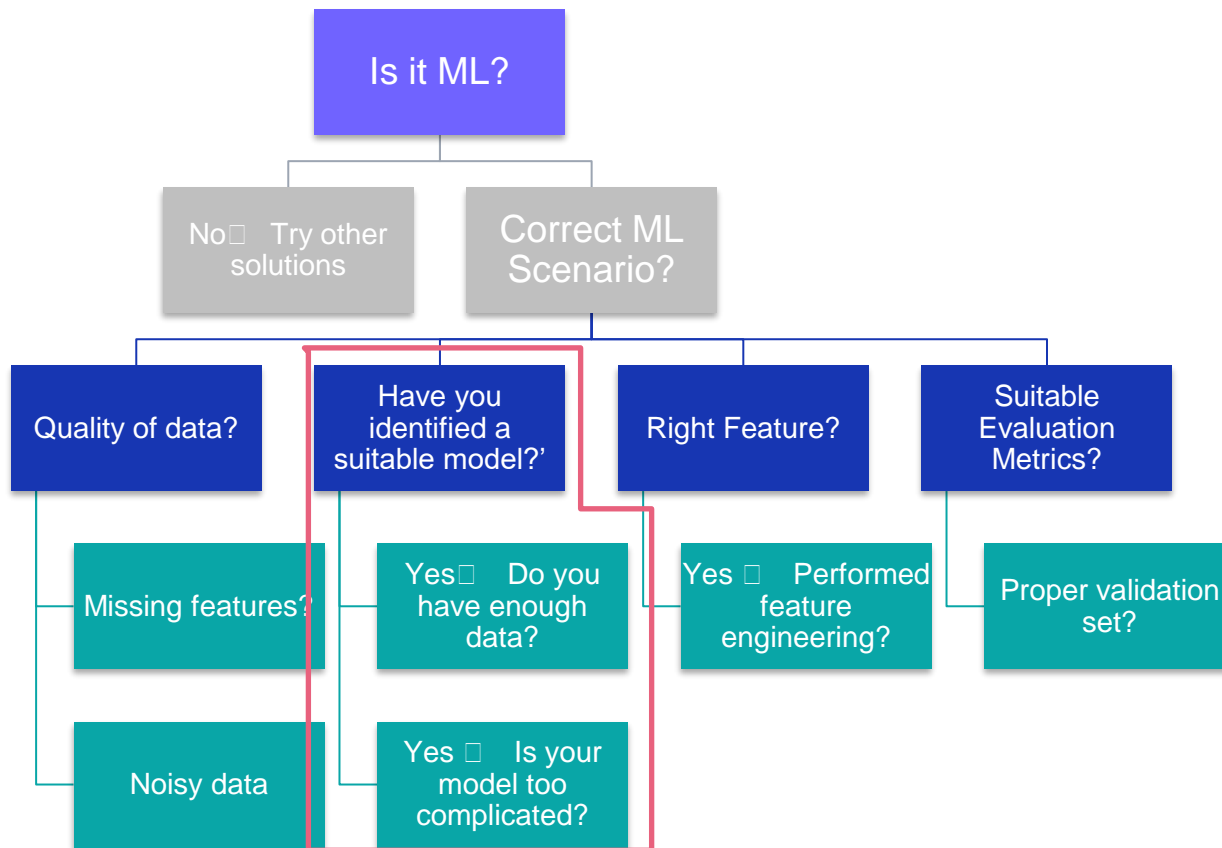 Is it ML?
No□ Try other
solutions
Correct ML
Scenario?
Quality of data?
Have you
identified a
suitable model?’
Right Feature?
Suitable
Evaluation
Metrics?
Missing features?
Yes□ Do you
have enough
data?
Yes □ Performed
feature
engineering?
Proper validation
set?
Noisy data
Yes □ Is your
model too
complicated?